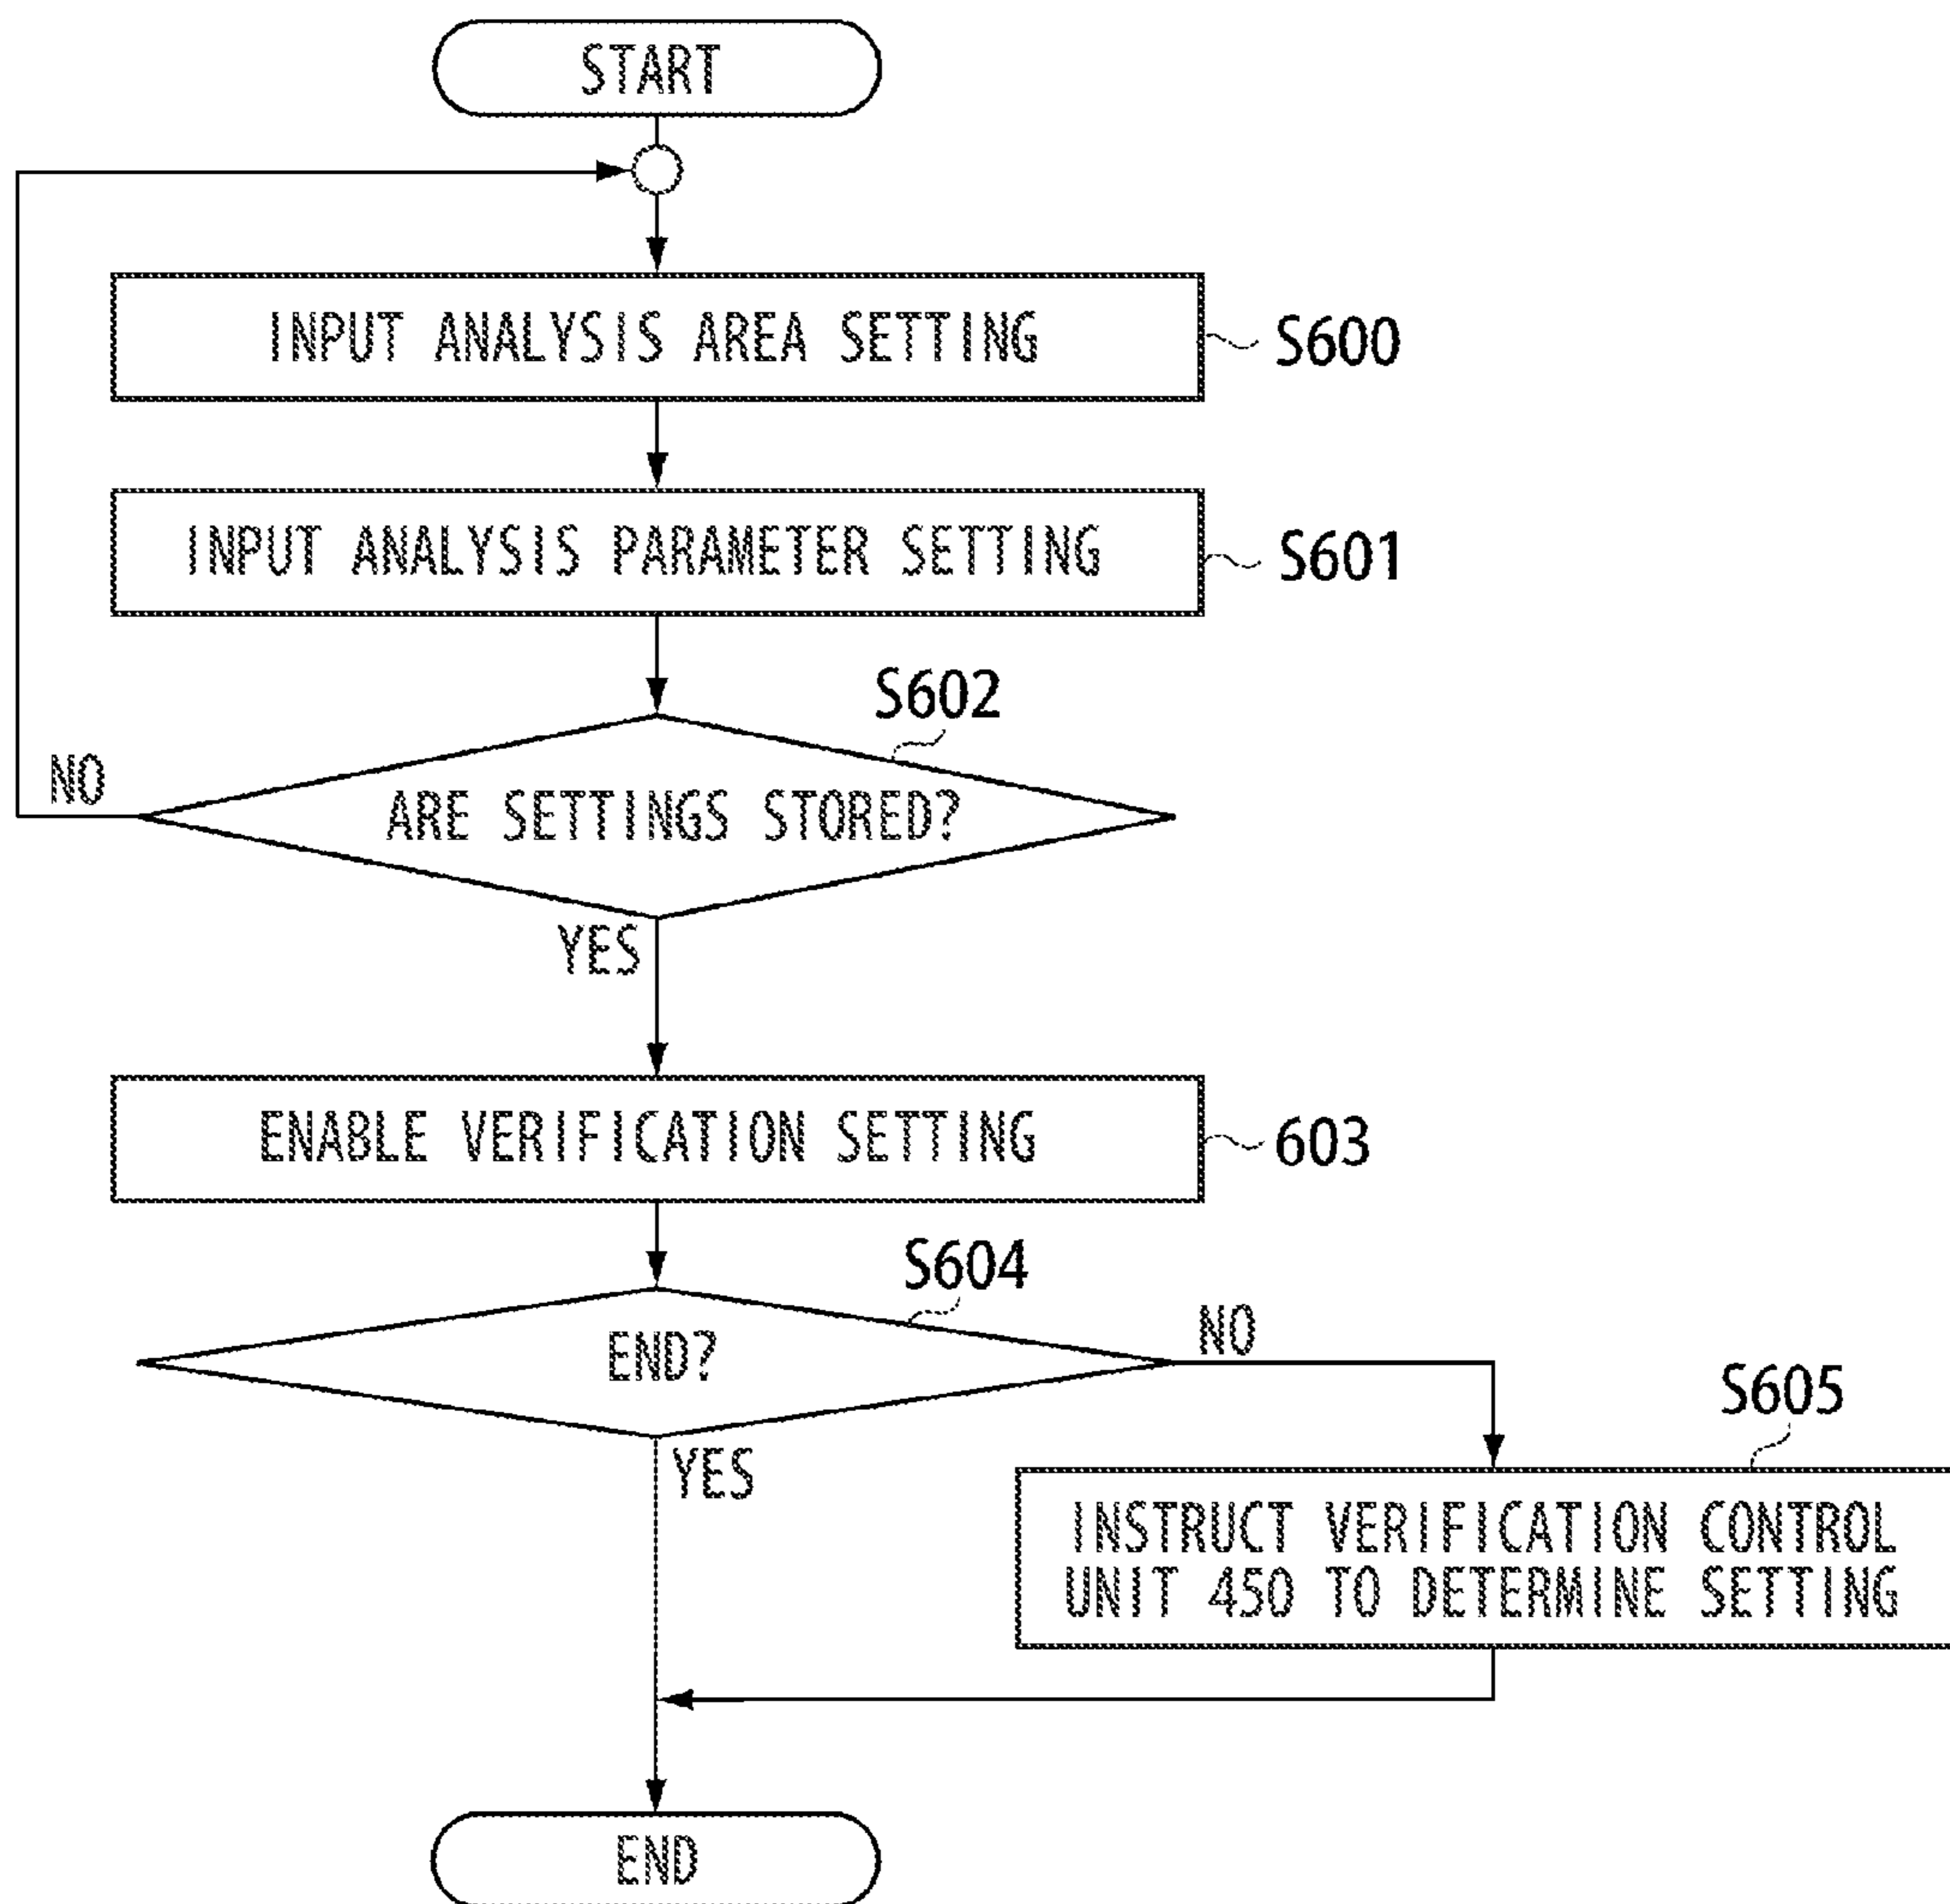 START
INPUT ANALYSIS AREA SETTING
S600
INPUT ANALYSIS PARAMETER SETTING
S601
S602
NO
ARE SETTINGS STORED?
YES
ENABLE VERIFICATION SETTING
603
S604
END?
NO
YES
S605
INSTRUCT VERIFICATION CONTROL
UNIT 450 TO DETERMINE SETTING
END